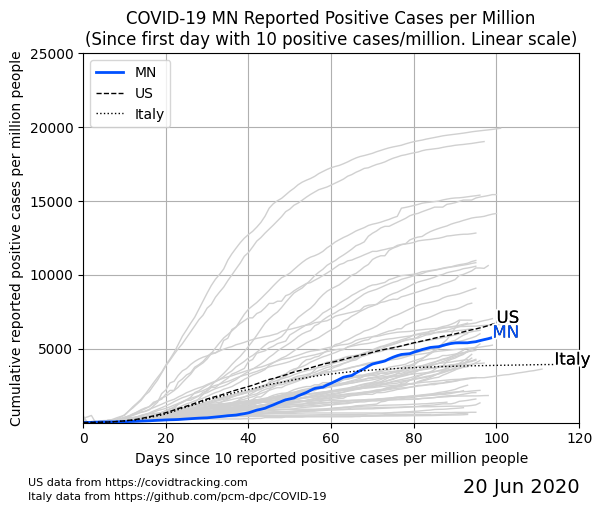 COVID-19 MN Reported Positive Cases per Million
(Since first day with 10 positive cases/million. Linear scale)
Cumulative reported positive cases per million people
25000
20000
15000
10000
5000
MN
US
Italy
US
MN
Italy
0
20
40
60
80
100
120
Days since 10 reported positive cases per million people
US data from https://covidtracking.com
Italy data from https://github.com/pcm-dpc/COVID-19
20 Jun 2020